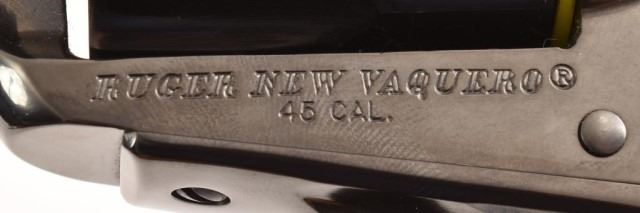 RUGER NEW VAQUERO®
45 CAL.